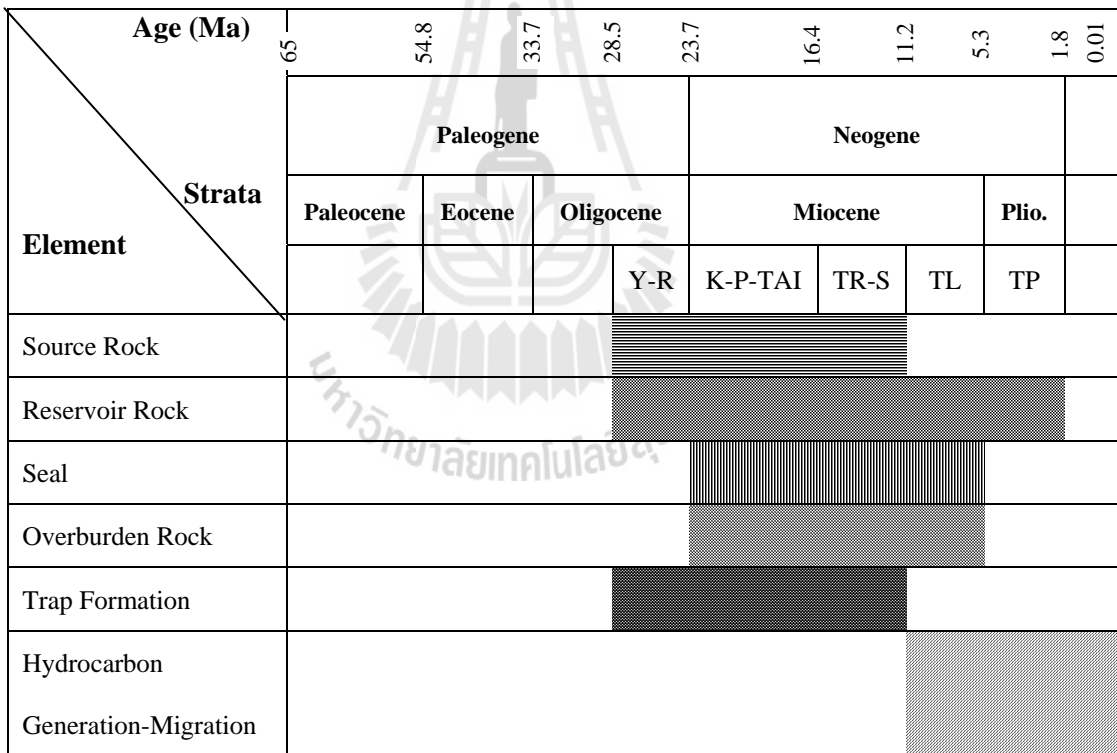 Age (Ma)
65 54.8 33.7 28.5 23.7 16.4 11.2 5.3 1.8 0.01
Paleogene Neogene
Strata
Paleocene Eocene Oligocene Miocene Plio.
Element
Y-R K-P-TAI TR-S TL TP
Source Rock
Reservoir Rock
Seal
Overburden Rock
Trap Formation
Hydrocarbon
Generation-Migration